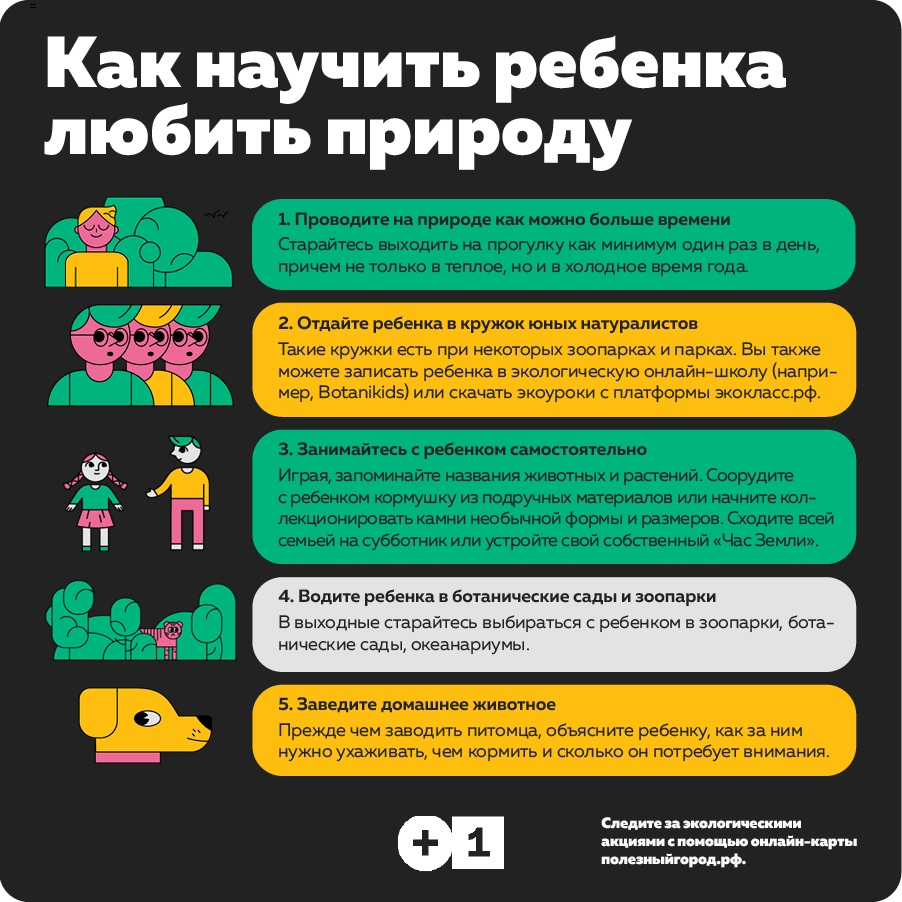 Как научить ребенка
любить природу
1. Проводите на природе как можно больше времени
Старайтесь выходить на прогулку как минимум один раз в день,
причем не только в теплое, но и в холодное время года.
2. Отдайте ребенка в кружок юных натуралистов
Такие кружки есть при некоторых зоопарках и парках. Вы также
можете записать ребенка в экологическую онлайн-школу (напри-
мер, Botanikids) или скачать экоуроки с платформы экокласс.рф.
3. Занимайтесь с ребенком самостоятельно
Играя, запоминайте названия животных и растений. Соорудите
с ребенком кормушку из подручных материалов или начните кол-
лекционировать камни необычной формы и размеров. Сходите всей
семьей на субботник или устройте свой собственный «Час Земли».
4. Водите ребенка в ботанические сады и зоопарки
В выходные старайтесь выбираться с ребенком в зоопарки, бота-
нические сады, океанариумы.
5. Заведите домашнее животное
Прежде чем заводить питомца, объясните ребенку, как за ним
нужно ухаживать, чем кормить и сколько он потребует внимания.
+1
Следите за экологическими
акциями с помощью онлайн-карты
полезныйгород.рф.